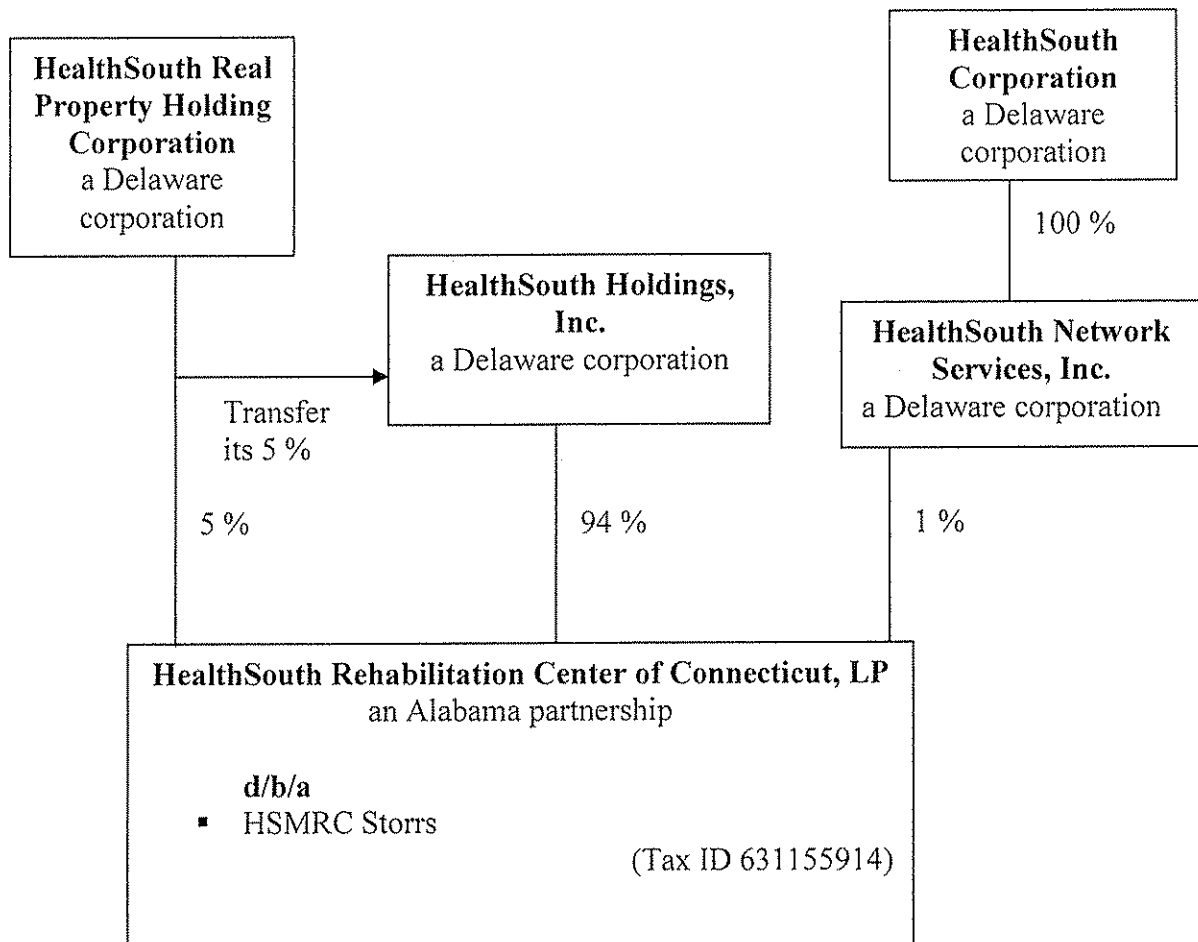 HealthSouth Real
Property Holding
Corporation
a Delaware
corporation
HealthSouth
Corporation
a Delaware
corporation
100 %
HealthSouth Holdings,
Inc.
a Delaware corporation
HealthSouth Network
Services, Inc.
a Delaware corporation
Transfer
its 5 %
5 %
94 %
1 %
HealthSouth Rehabilitation Center of Connecticut, LP
an Alabama partnership
d/b/a
▪ HSMRC Storrs
(Tax ID 631155914)